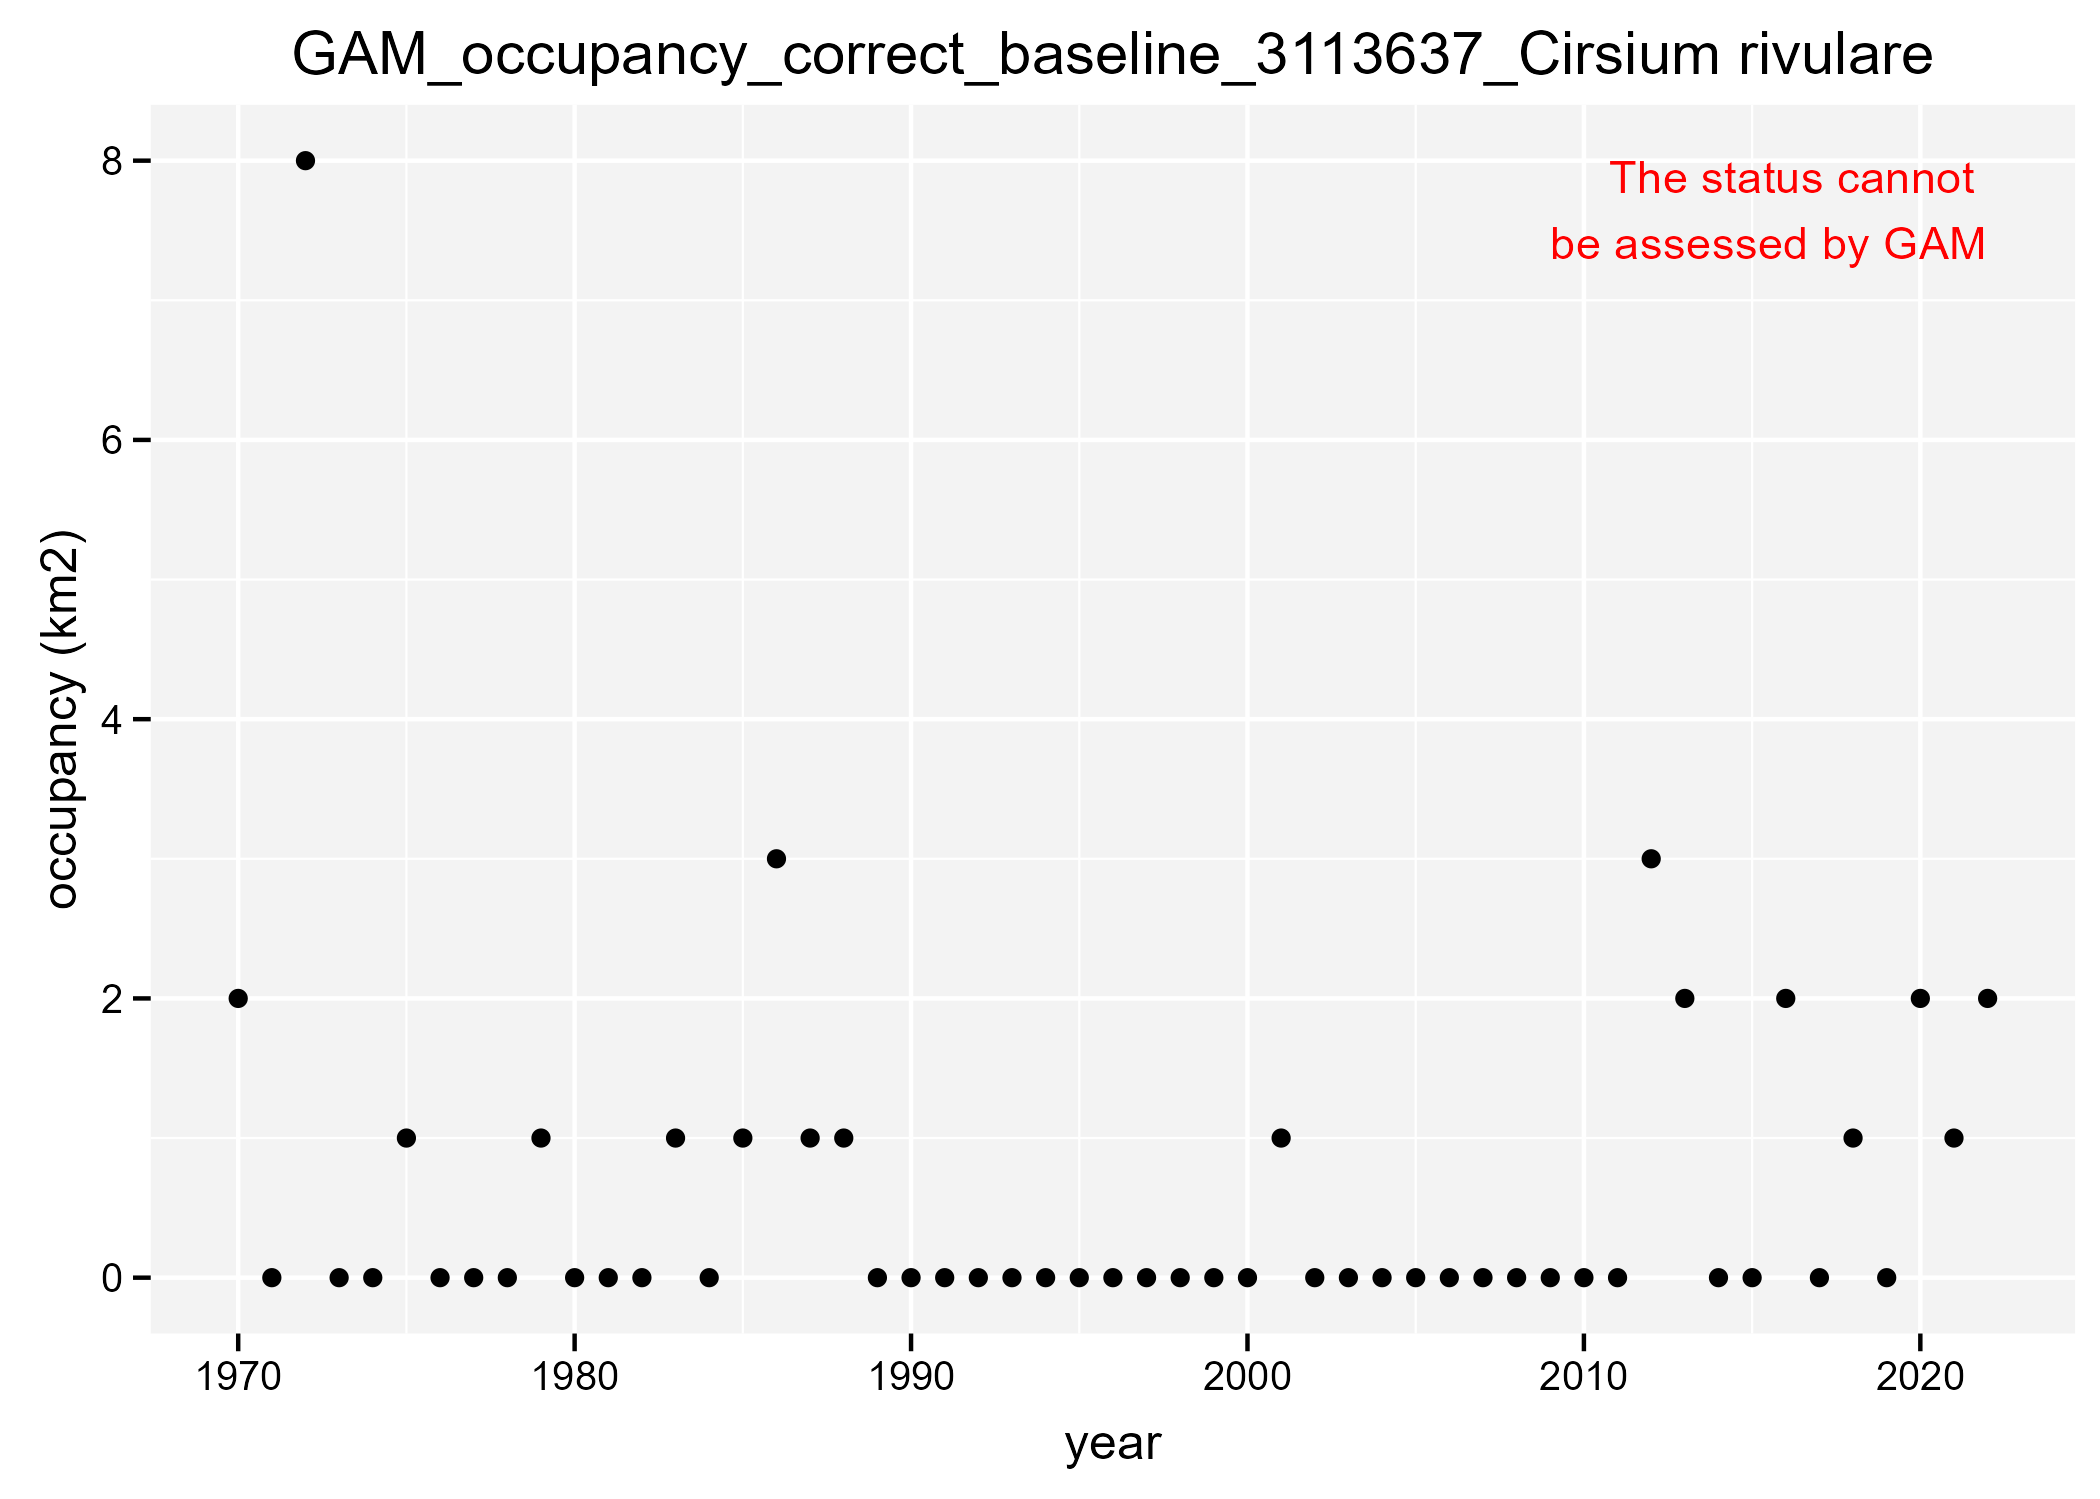 GAM_occupancy_correct_baseline_3113637_Cirsium rivulare
The status cannot
be assessed by GAM
8
6
4
2
0
occupancy (km2)
1970 1980 1990 2000 2010 2020
year